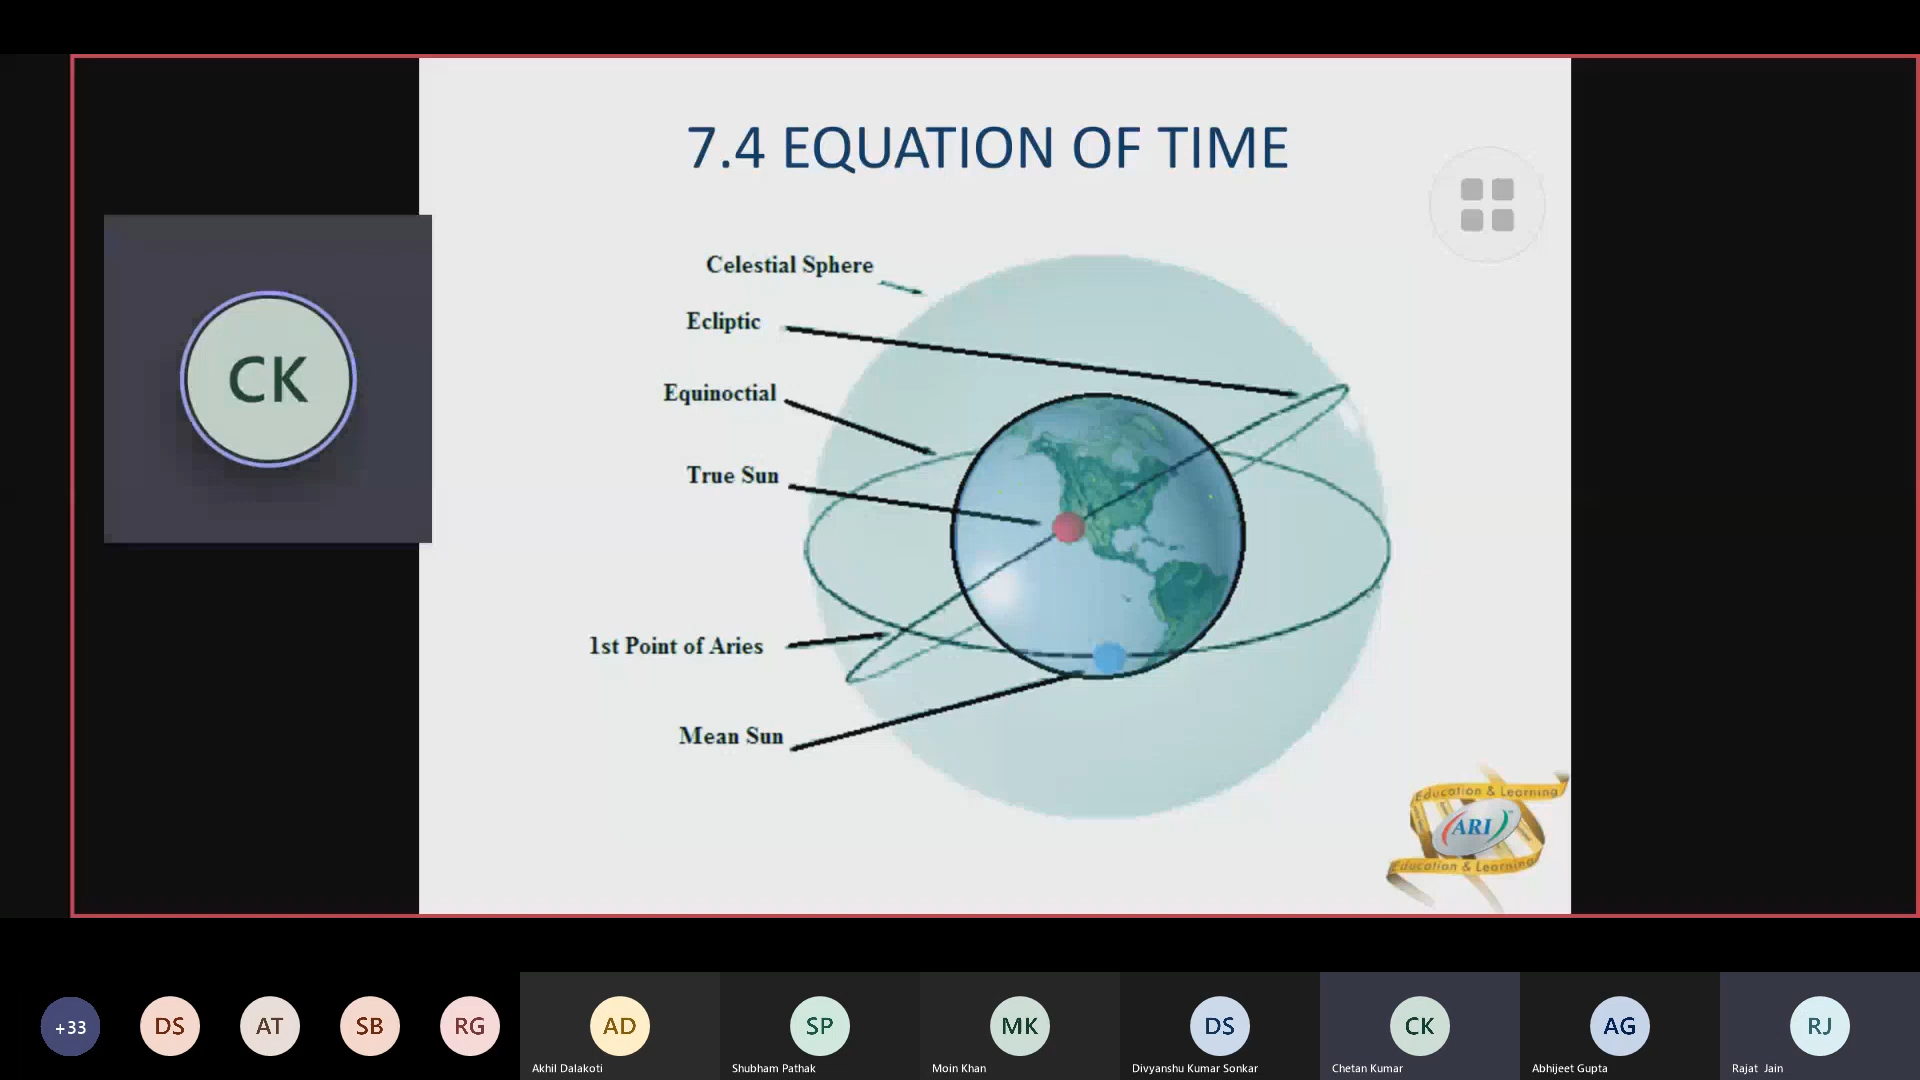 7.4 EQUATION OF TIME
Celestial Sphere
Ecliptic
Equinoctial
True Sun
1st Point of Aries
Mean Sun
CK
Education & Learning
ARI
Education & Learning
+33
DS
AT
SB
RG
AD
Akhil Dalakoti
SP
Shubham Pathak
MK
Moin Khan
DS
Divyanshu Kumar Sonkar
CK
Chetan Kumar
AG
Abhijeet Gupta
RJ
Rajat Jain